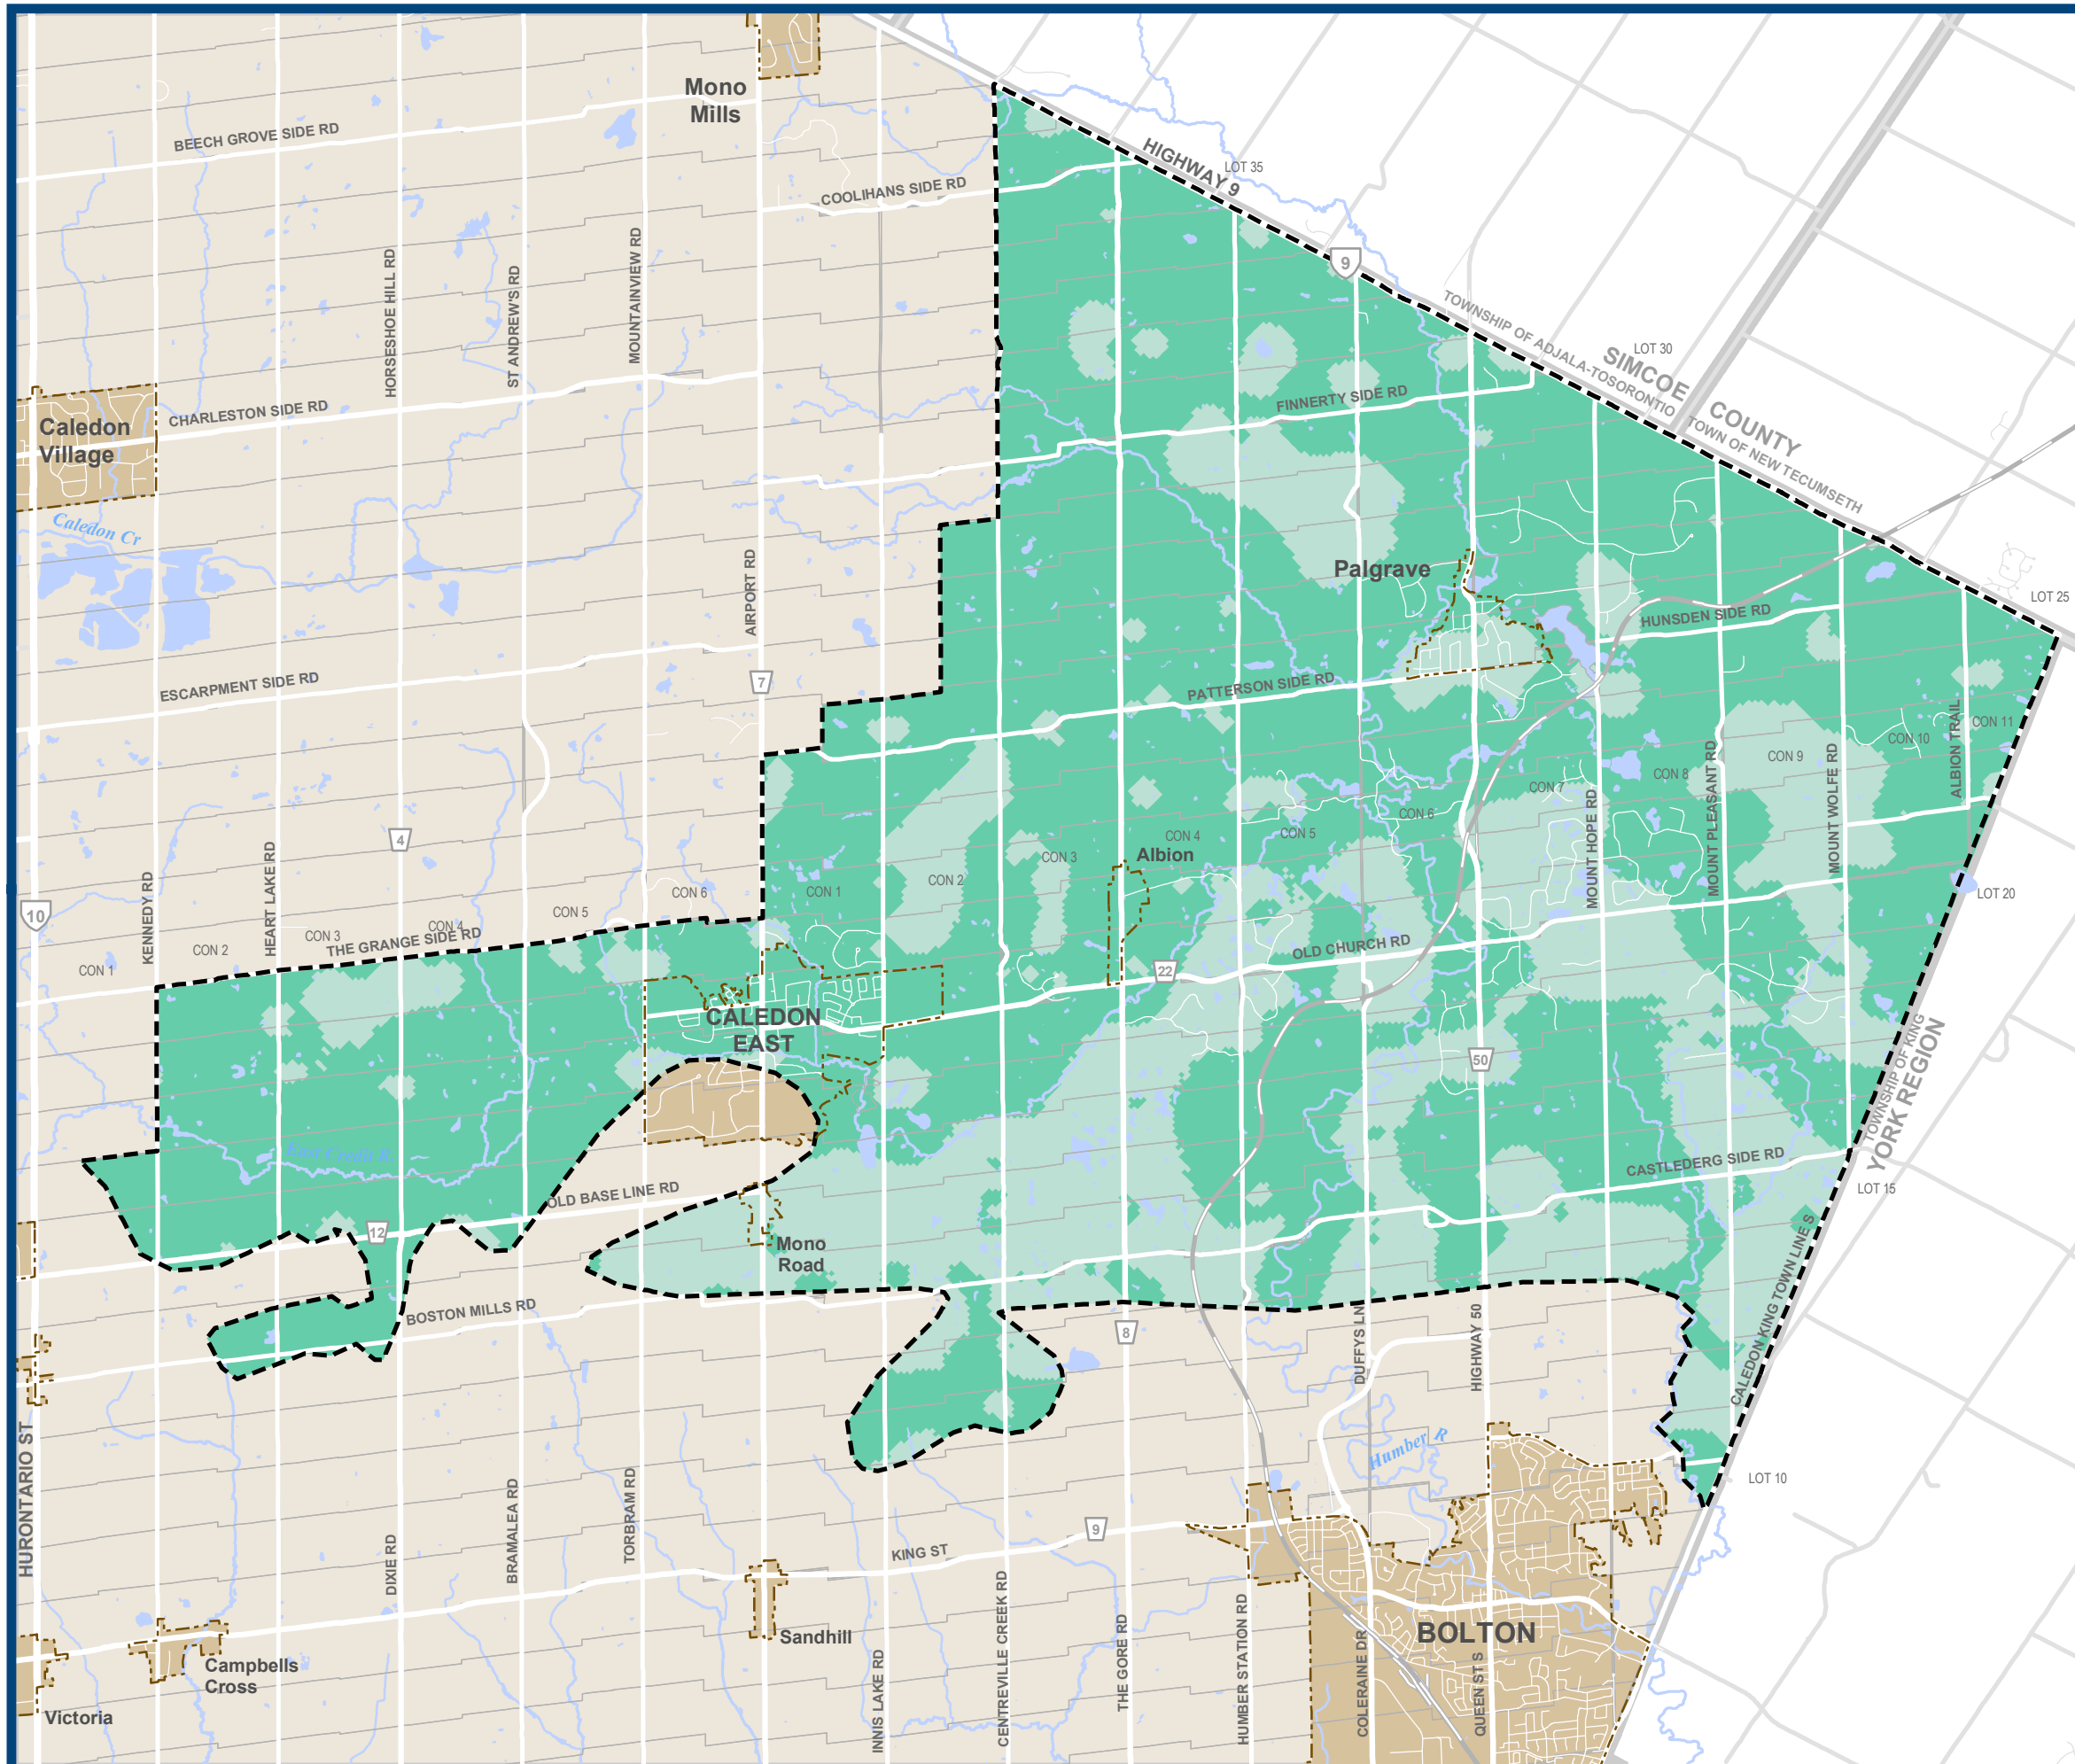 Mono
Mills
BEECH GROVE SIDE RD
COOLIHANS SIDE RD
HIGHWAY 9
LOT 35
9
TOWNSHIP OF ADJALA-TOSORONTIO
LOT 30
SIMCOE
COUNTY
TOWN OF NEW TECUMSETH
HORSESHOE HILL RD
ST ANDREW'S RD
MOUNTAINVIEW RD
Caledon
Village
CHARLESTON SIDE RD
FINNERTY SIDE RD
Caledon Cr
AIRPORT RD
Palgrave
LOT 25
HUNSDEN SIDE RD
ESCARPMENT SIDE RD
7
PATTERSON SIDE RD
ALBION TRAIL
CON 11
CON 10
CON 9
MOUNT WOLFE RD
CON 8
MOUNT PLEASANT RD
CON 7
MOUNT HOPE RD
CON 6
CON 5
CON 4
Albion
CON 3
CON 2
CON 1
4
HEART LAKE RD
KENNEDY RD
10
CON 6
CON 5
CON 4
CON 3
CON 2
CON 1
THE GRANGE SIDE RD
LOT 20
OLD CHURCH RD
22
CALEDON
EAST
50
TOWNSHIP OF KING
YORK REGION
East Credit R
CASTLEDERG SIDE RD
LOT 15
OLD BASE LINE RD
12
Mono
Road
CALEDON KING TOWN LINE S
BOSTON MILLS RD
8
DUFFYS LN
HIGHWAY 50
HURONTARIO ST
Humber R
LOT 10
DIXIE RD
BRAMALEA RD
TORBRAM RD
9
KING ST
INNIS LAKE RD
CENTREVILLE CREEK RD
THE GORE RD
HUMBER STATION RD
COLERAINE DR
QUEEN ST S
BOLTON
Sandhill
Campbells
Cross
Victoria